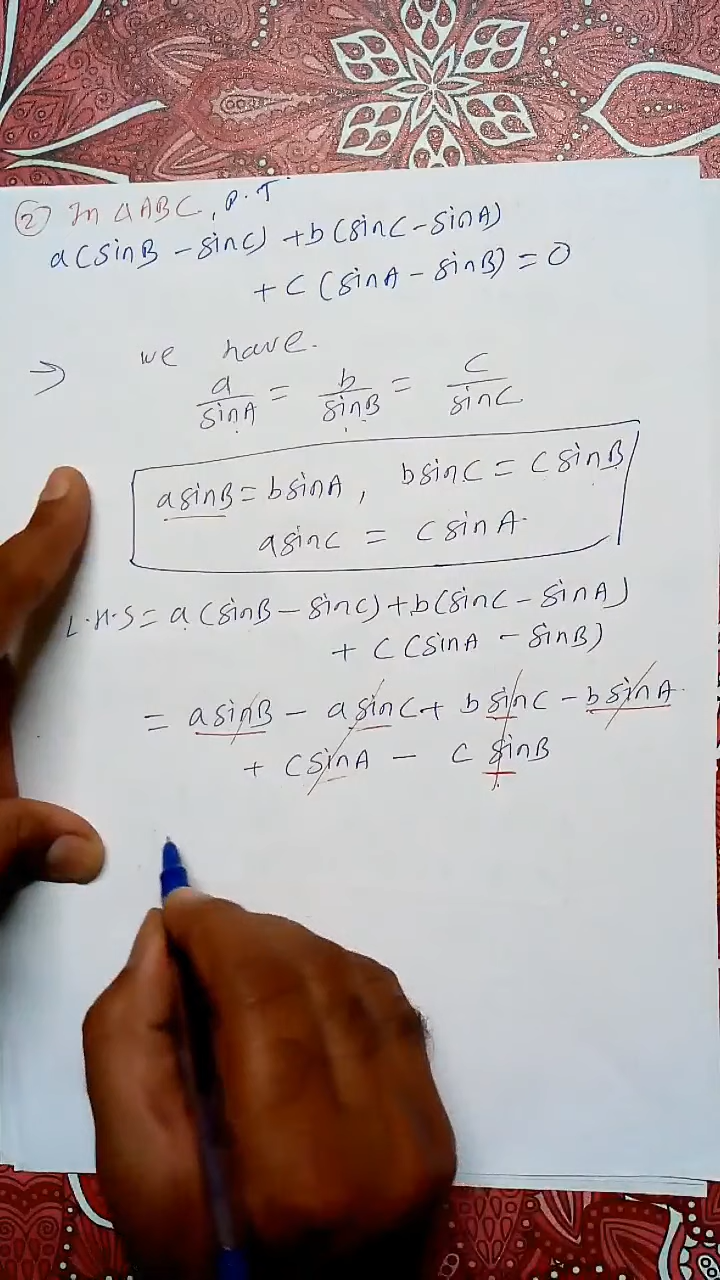 ② In △ABC, P.T
a(sinB - sinC) + b(sinC - sinA)
+ c(sinA - sinB) = 0
=> we have.
a/sinA = b/sinB = c/sinC
asinB = bsinA, bsinC = csinB
asinC = csinA
L.H.S = a(sinB - sinC) + b(sinC - sinA)
+ c(sinA - sinB)
= asinB - asinC + bsinC - bsinA
+ csinA - csinB